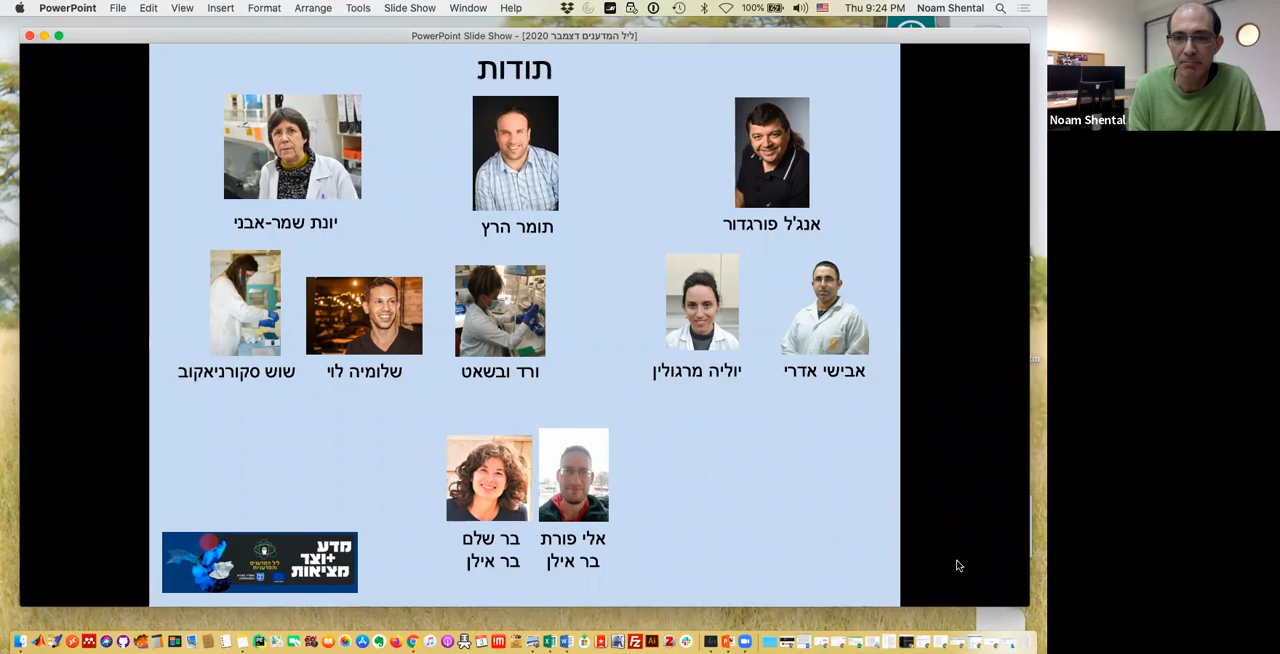 PowerPoint File Edit View Insert Format Arrange Tools Slide Show Window Help 100% Thu 9:24 PM Noam Shental
PowerPoint Slide Show - [ליל המדענים דצמבר 2020]
Noam Shental
תודות
יונת שמר-אבני
תומר הרץ
אנג'ל פורגדור
שוש סקורניאקוב
שלומיה לוי
ורד ובשאט
יוליה מרגולין
אבישי אדרי
בר שלם
בר אילן
אלי פורת
בר אילן
מדע
+וצר
מציאות
ליל המדענים
והמדעניות